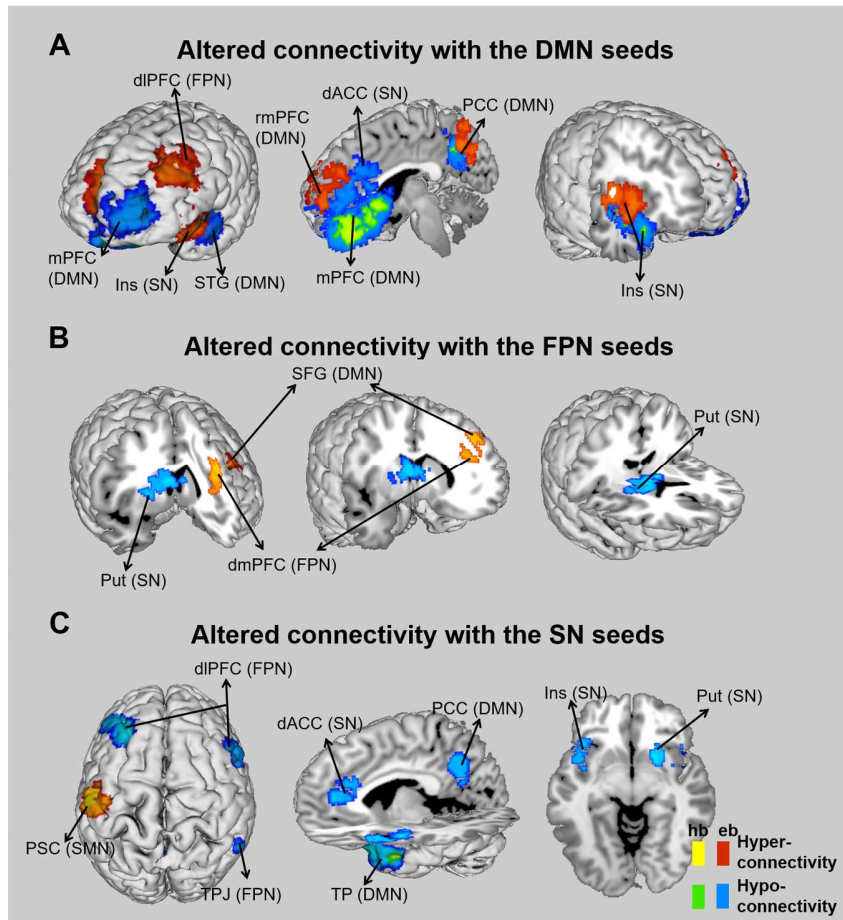 A
Altered connectivity with the DMN seeds
dlPFC (FPN)
dACC (SN)
PCC (DMN)
rmPFC
(DMN)
mPFC
(DMN)
Ins (SN)
STG (DMN)
mPFC (DMN)
Ins (SN)
B
Altered connectivity with the FPN seeds
SFG (DMN)
Put (SN)
dmPFC (FPN)
Put (SN)
C
Altered connectivity with the SN seeds
dlPFC (FPN)
dACC (SN)
PCC (DMN)
Ins (SN)
Put (SN)
PSC (SMN)
TPJ (FPN)
TP (DMN)
hb eb
Hyper-
connectivity
Hypo-
connectivity